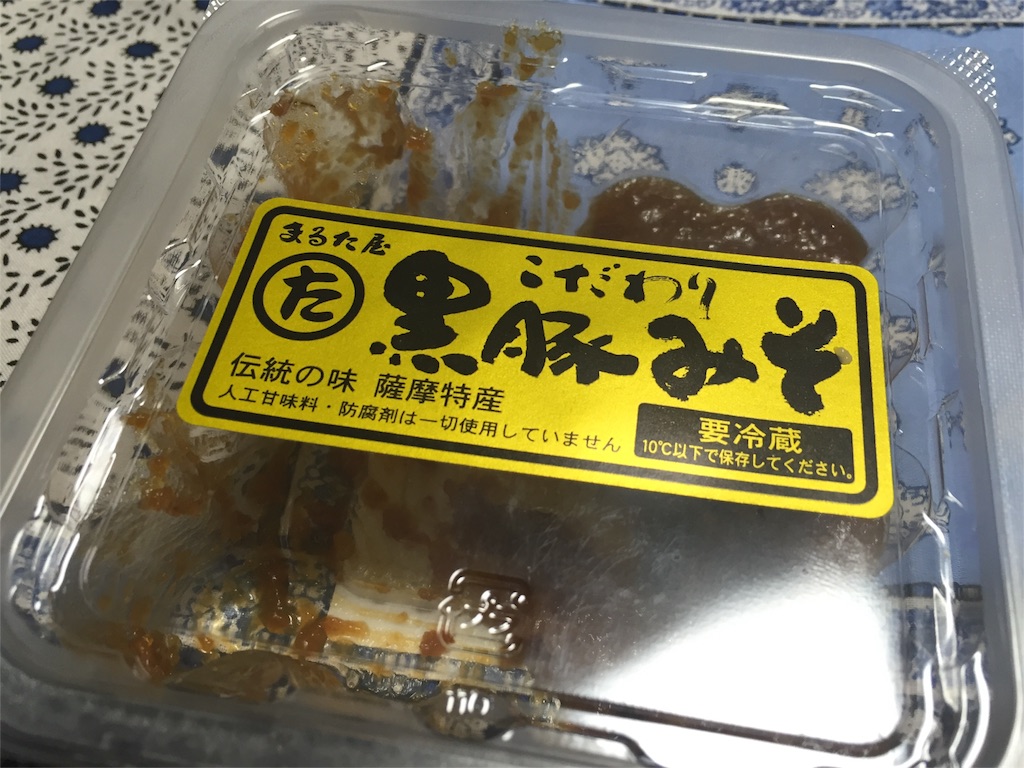 まるた屋
た
こだわり
黒豚みそ
伝統の味 薩摩特産
人工甘味料・防腐剤は一切使用していません
要冷蔵
10℃以下で保存してください。